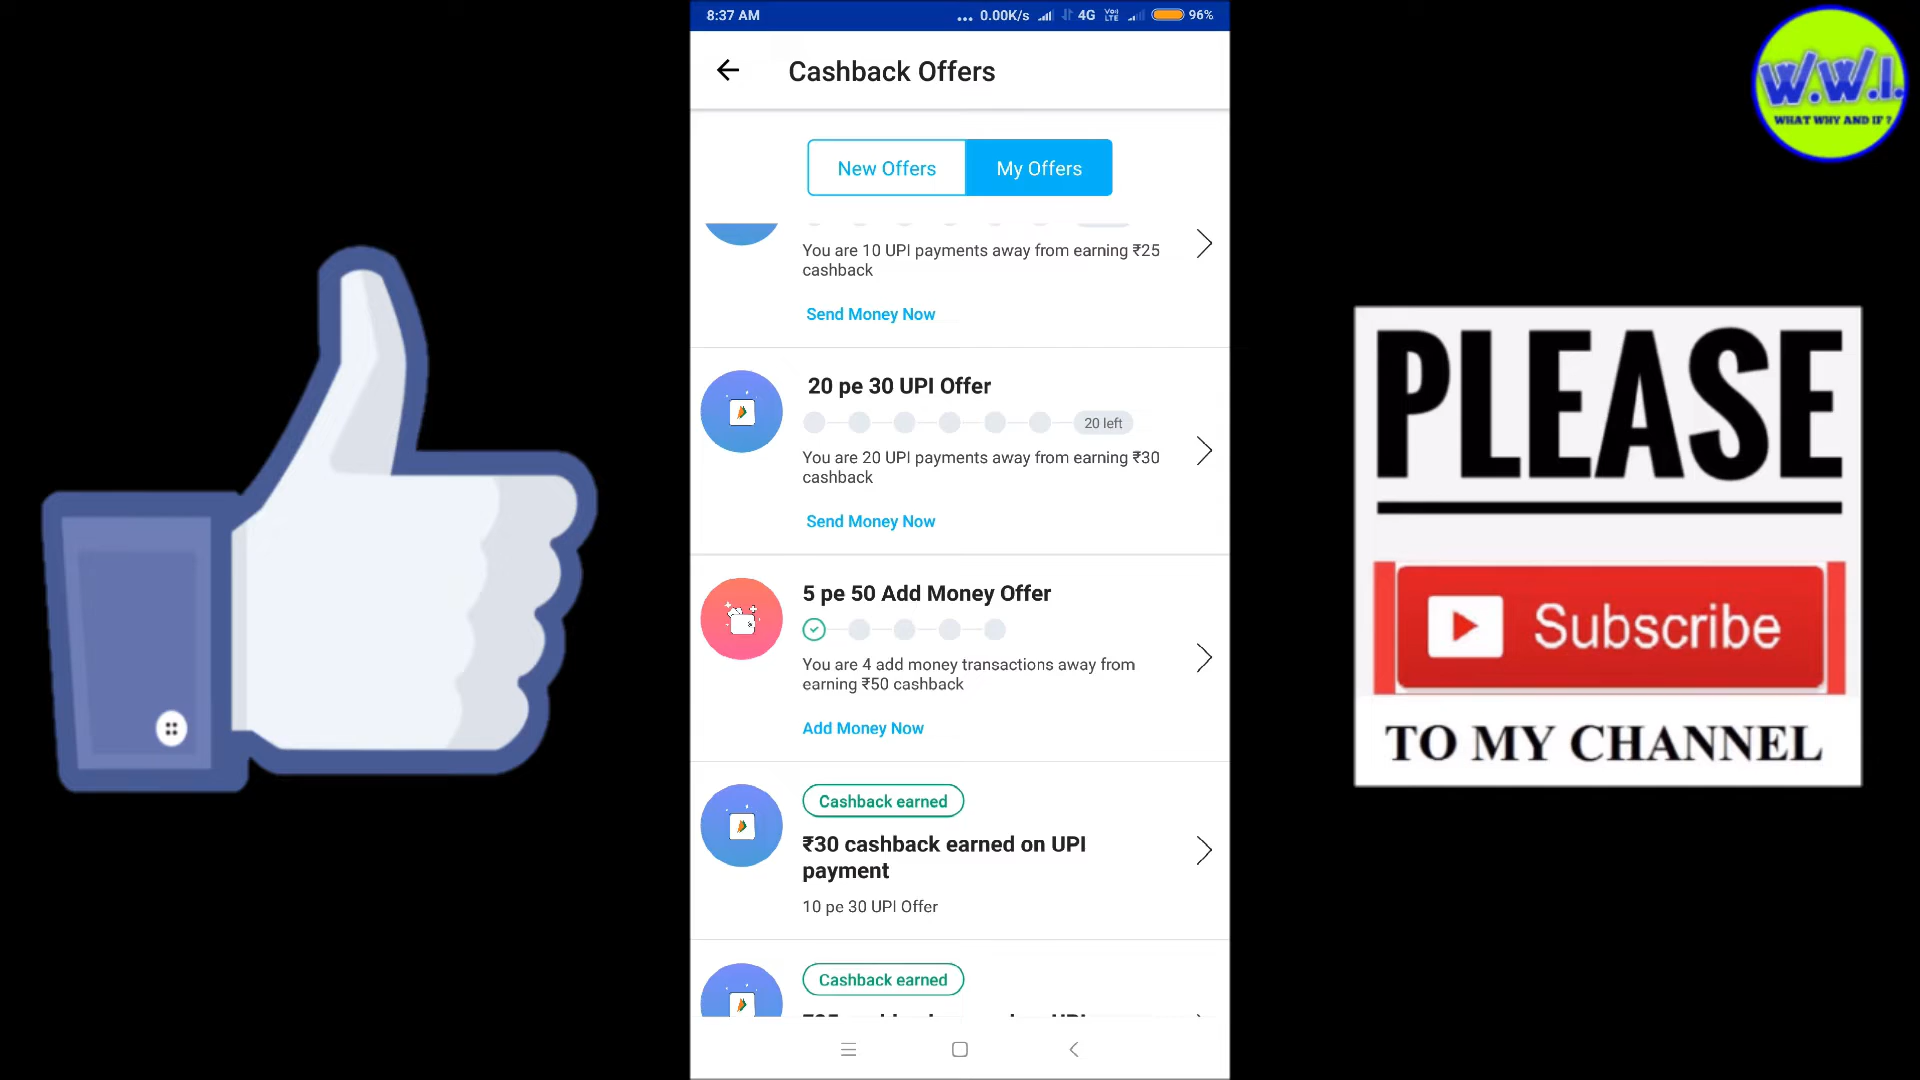 8:37 AM
... 0.00K/s 4G VoLTE 96%
Cashback Offers
New Offers
My Offers
You are 10 UPI payments away from earning ₹25
cashback
Send Money Now
20 pe 30 UPI Offer
20 left
You are 20 UPI payments away from earning ₹30
cashback
Send Money Now
5 pe 50 Add Money Offer
You are 4 add money transactions away from
earning ₹50 cashback
Add Money Now
Cashback earned
₹30 cashback earned on UPI
payment
10 pe 30 UPI Offer
Cashback earned
W.W.I.
WHAT WHY AND IF ?
PLEASE
Subscribe
TO MY CHANNEL